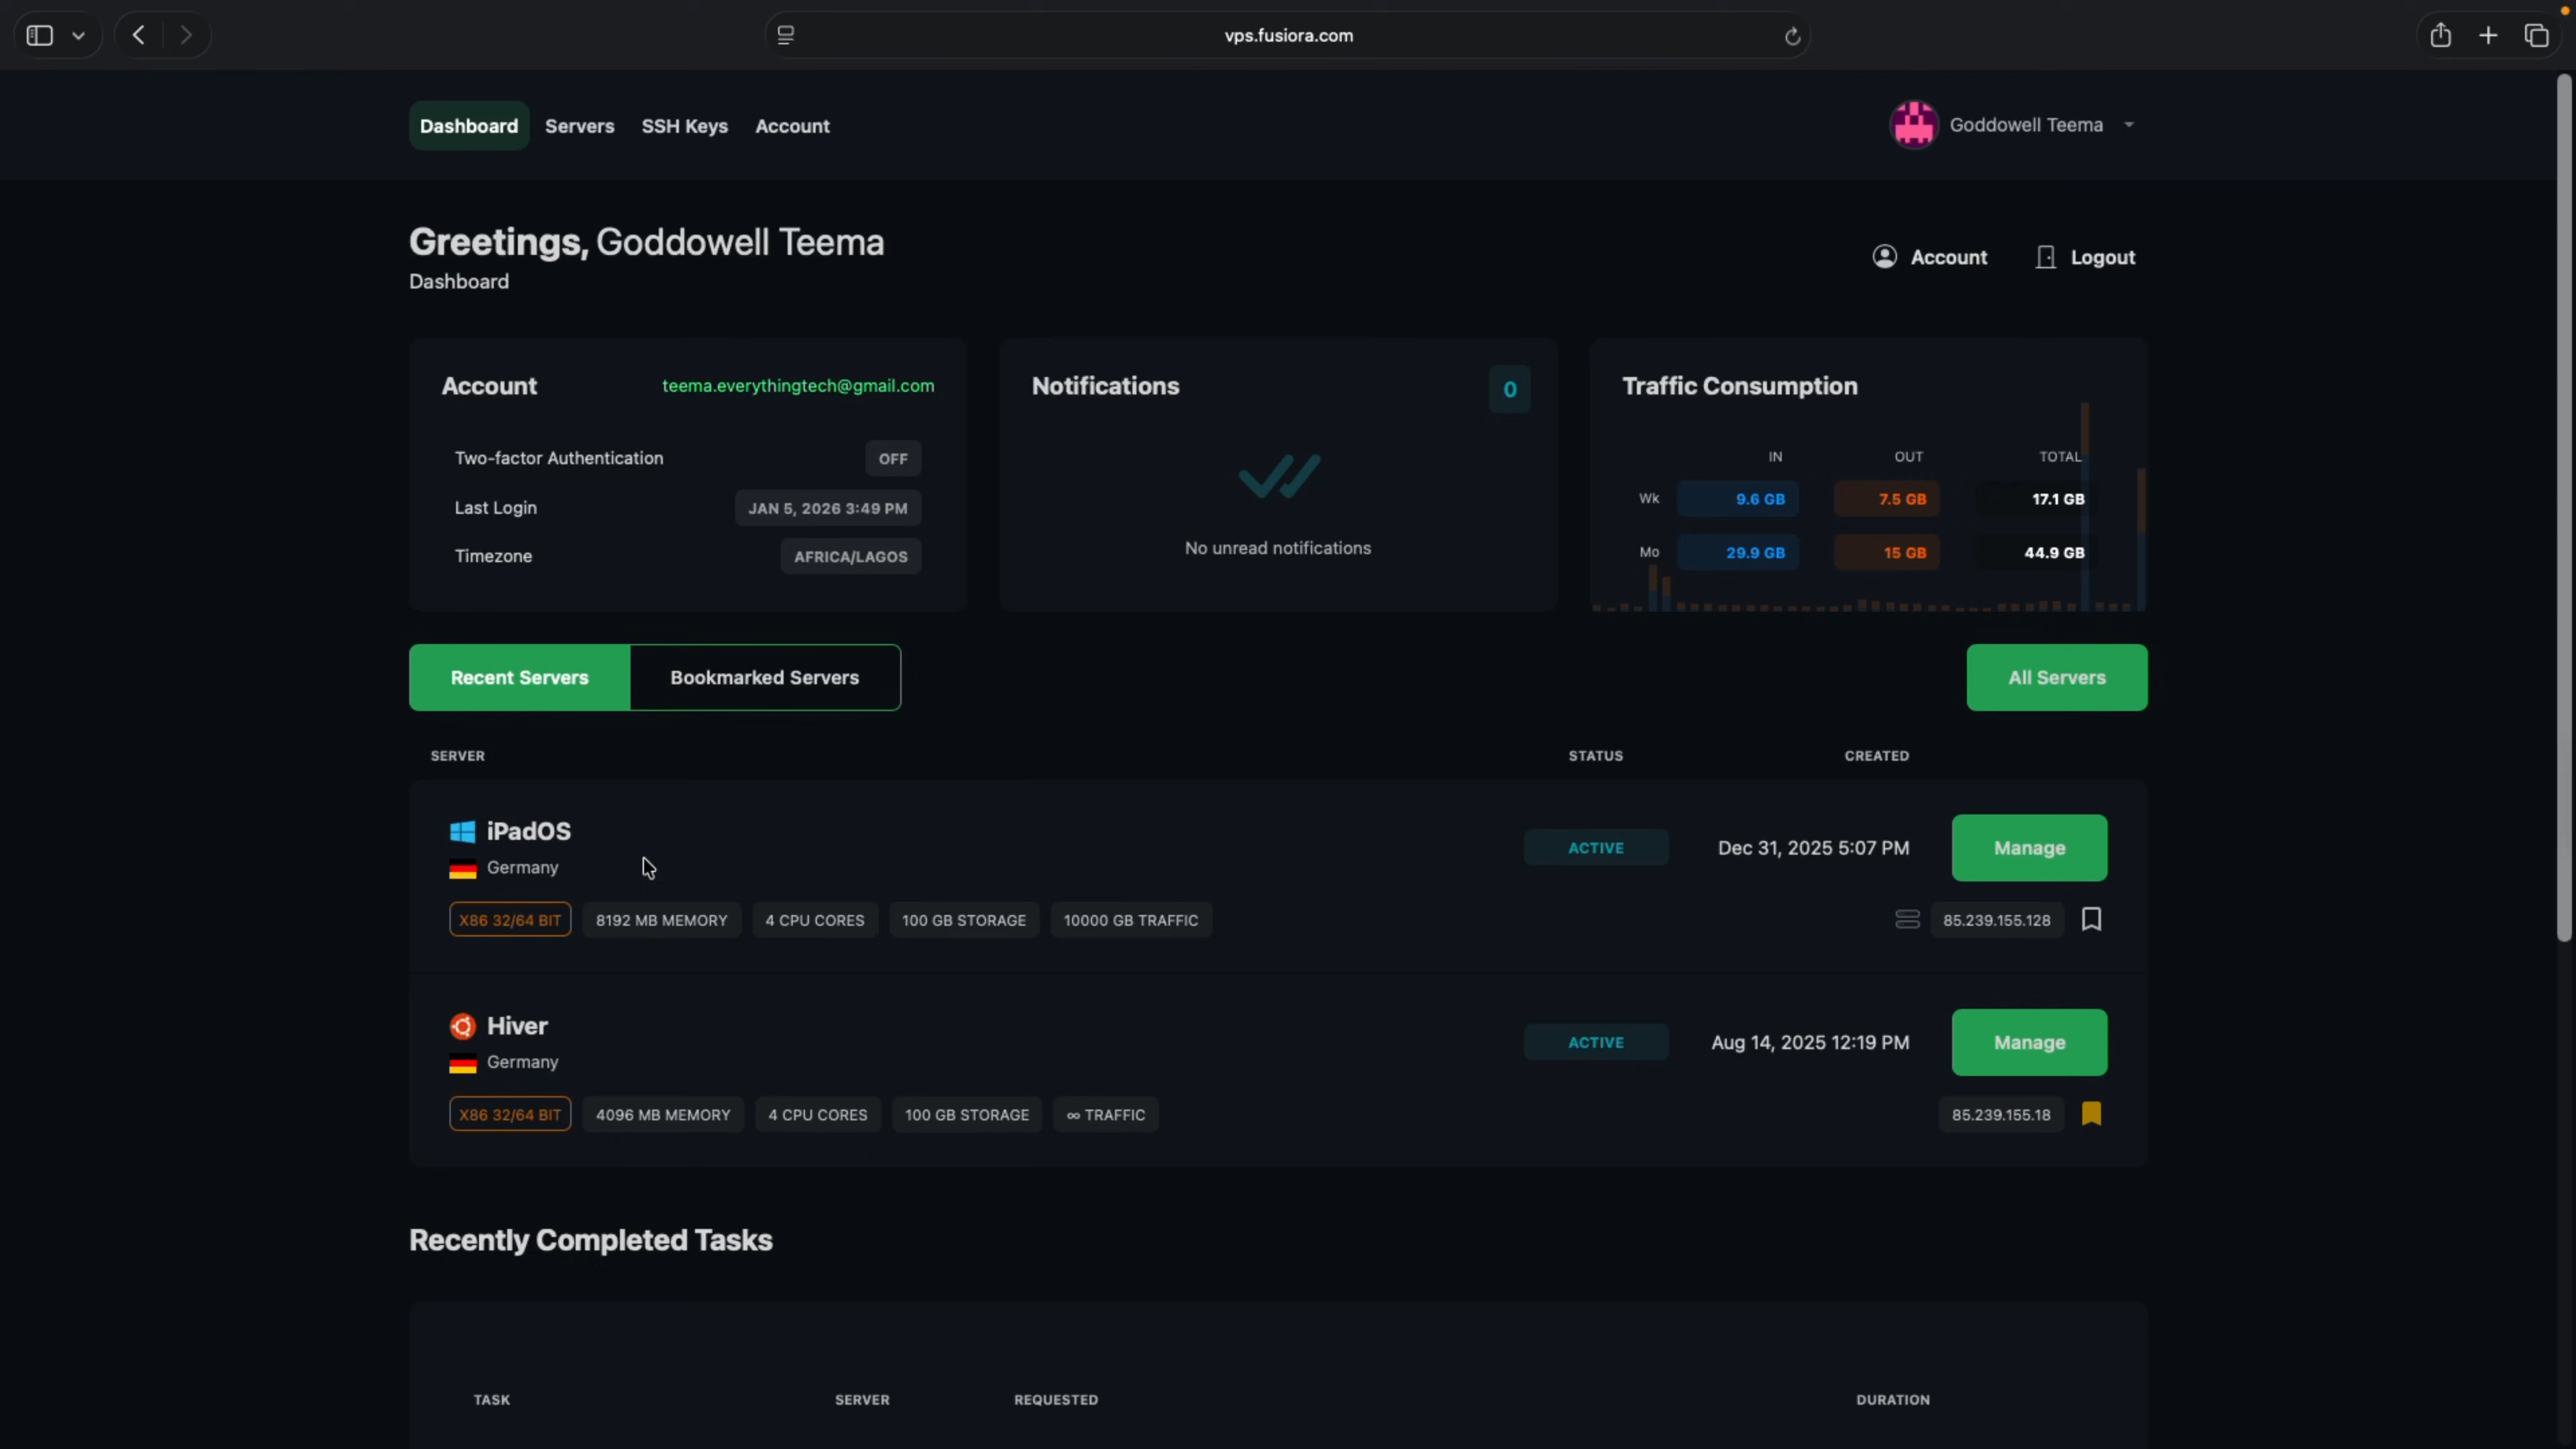 vps.fusiora.com
Dashboard Servers SSH Keys Account
Goddowell Teema
Greetings, Goddowell Teema
Dashboard
Account Logout
Account teema.everythingtech@gmail.com
Two-factor Authentication OFF
Last Login JAN 5, 2026 3:49 PM
Timezone AFRICA/LAGOS
Notifications 0
No unread notifications
Traffic Consumption
IN OUT TOTAL
Wk 9.6 GB 7.5 GB 17.1 GB
Mo 29.9 GB 15 GB 44.9 GB
Recent Servers Bookmarked Servers All Servers
SERVER STATUS CREATED
iPadOS
Germany
ACTIVE Dec 31, 2025 5:07 PM Manage
X86 32/64 BIT 8192 MB MEMORY 4 CPU CORES 100 GB STORAGE 10000 GB TRAFFIC 85.239.155.128
Hiver
Germany
ACTIVE Aug 14, 2025 12:19 PM Manage
X86 32/64 BIT 4096 MB MEMORY 4 CPU CORES 100 GB STORAGE ∞ TRAFFIC 85.239.155.18
Recently Completed Tasks
TASK SERVER REQUESTED DURATION